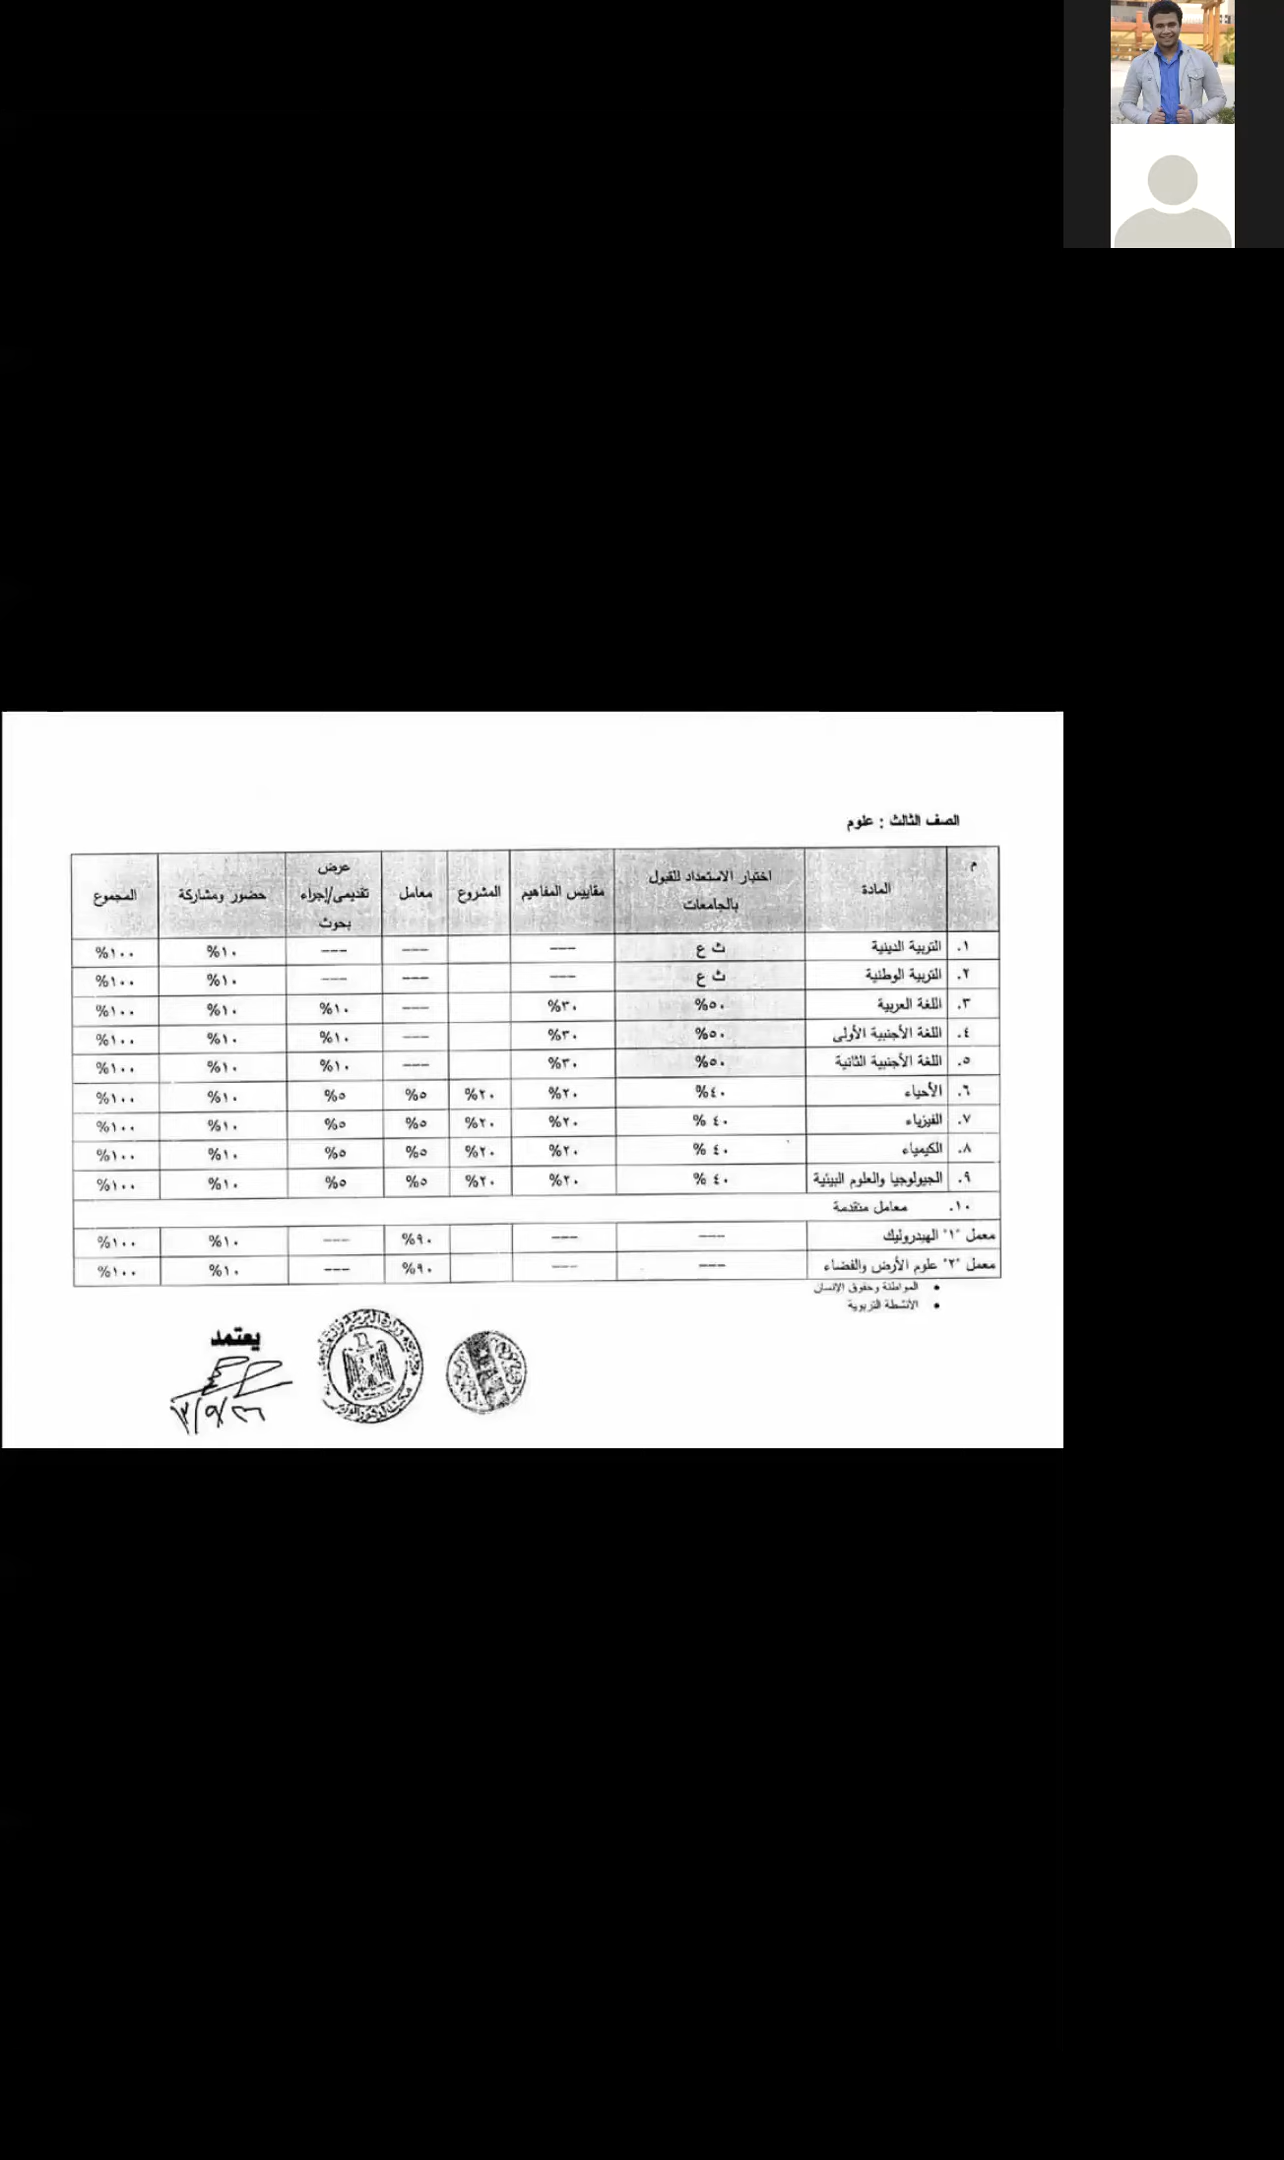 الصف الثالث : علوم
م المادة اختبار الاستعداد للقبول بالجامعات مقاييس المفاهيم المشروع معامل عرض تقديمى/إجراء بحوث حضور ومشاركة المجموع
١. التربية الدينية ث ع --- --- --- %١٠ %١٠٠
٢. التربية الوطنية ث ع --- --- --- %١٠ %١٠٠
٣. اللغة العربية %٥٠ %٣٠ --- %١٠ %١٠ %١٠٠
٤. اللغة الأجنبية الأولى %٥٠ %٣٠ --- %١٠ %١٠ %١٠٠
٥. اللغة الأجنبية الثانية %٥٠ %٣٠ --- %١٠ %١٠ %١٠٠
٦. الأحياء %٤٠ %٢٠ %٢٠ %٥ %٥ %١٠ %١٠٠
٧. الفيزياء % ٤٠ %٢٠ %٢٠ %٥ %٥ %١٠ %١٠٠
٨. الكيمياء % ٤٠ %٢٠ %٢٠ %٥ %٥ %١٠ %١٠٠
٩. الجيولوجيا والعلوم البيئية % ٤٠ %٢٠ %٢٠ %٥ %٥ %١٠ %١٠٠
١٠. معامل متقدمة
معمل "١" الهيدروليك --- --- %٩٠ --- %١٠ %١٠٠
معمل "٢" علوم الأرض والفضاء --- --- %٩٠ --- %١٠ %١٠٠
• المواطنة وحقوق الإنسان
• الأنشطة التربوية
يعتمد